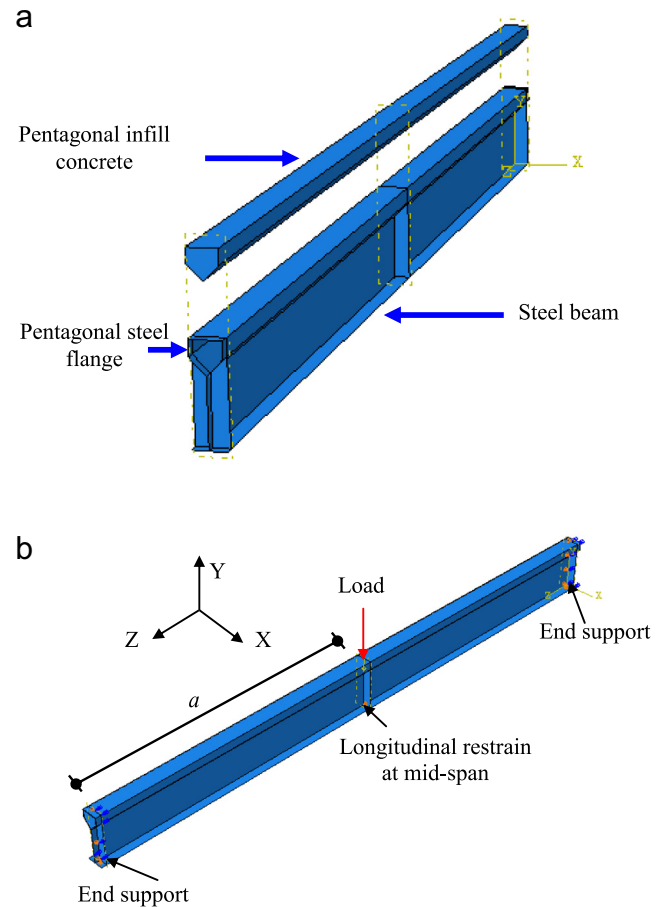 a
Pentagonal infill
concrete
Y
X
Z
Steel beam
Pentagonal steel
flange
b
Y
Z
X
Load
a
z
x
End support
Longitudinal restrain
at mid-span
End support